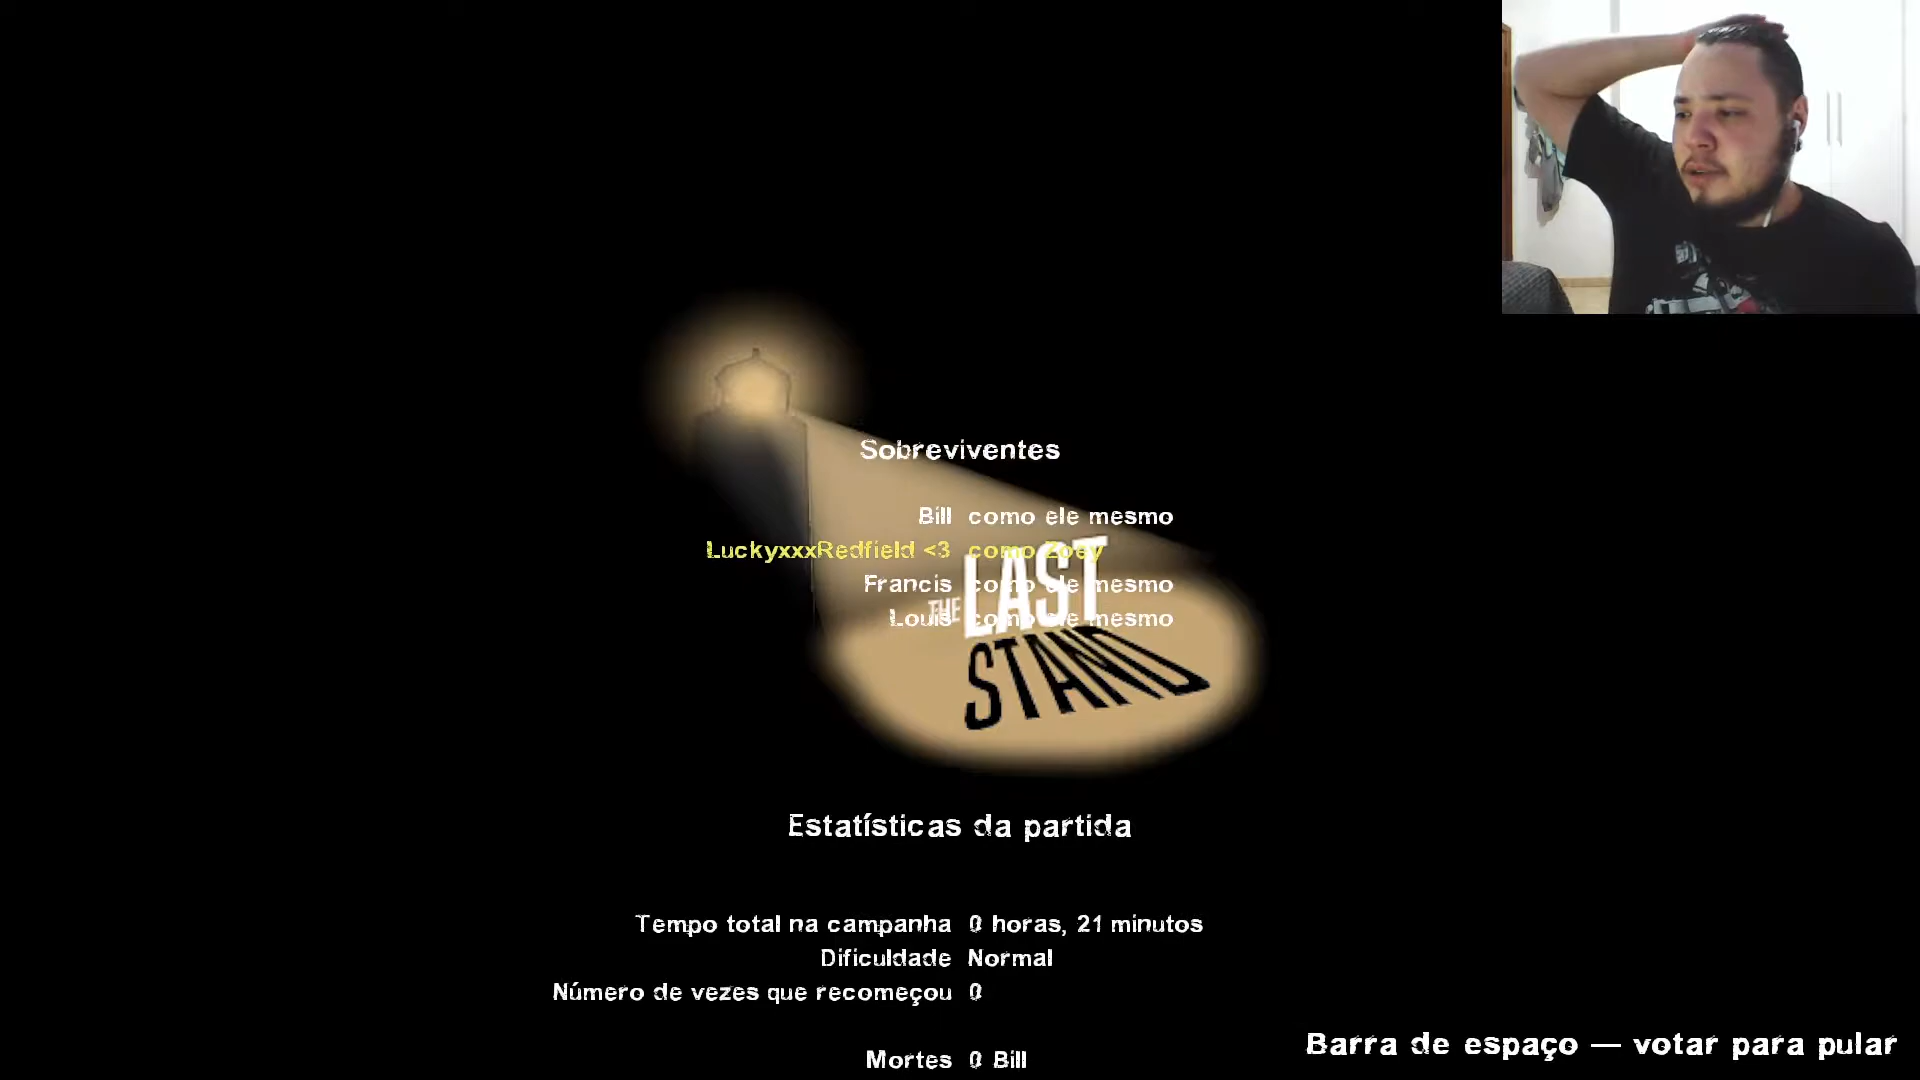 Sobreviventes
Bill como ele mesmo
LuckyxxxRedfield <3 como Zoey
Francis como ele mesmo
Louis como ele mesmo
THE LAST
STAND
Estatísticas da partida
Tempo total na campanha 0 horas, 21 minutos
Dificuldade Normal
Número de vezes que recomeçou 0
Mortes 0 Bill
Barra de espaço — votar para pular